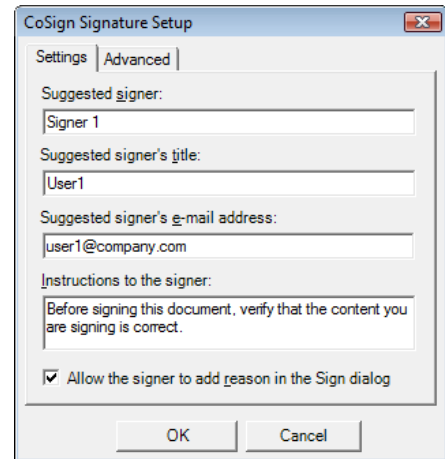 CoSign Signature Setup
Settings Advanced
Suggested signer:
Signer 1
Suggested signer's title:
User1
Suggested signer's e-mail address:
user1@company.com
Instructions to the signer:
Before signing this document, verify that the content you
are signing is correct.
Allow the signer to add reason in the Sign dialog
OK Cancel